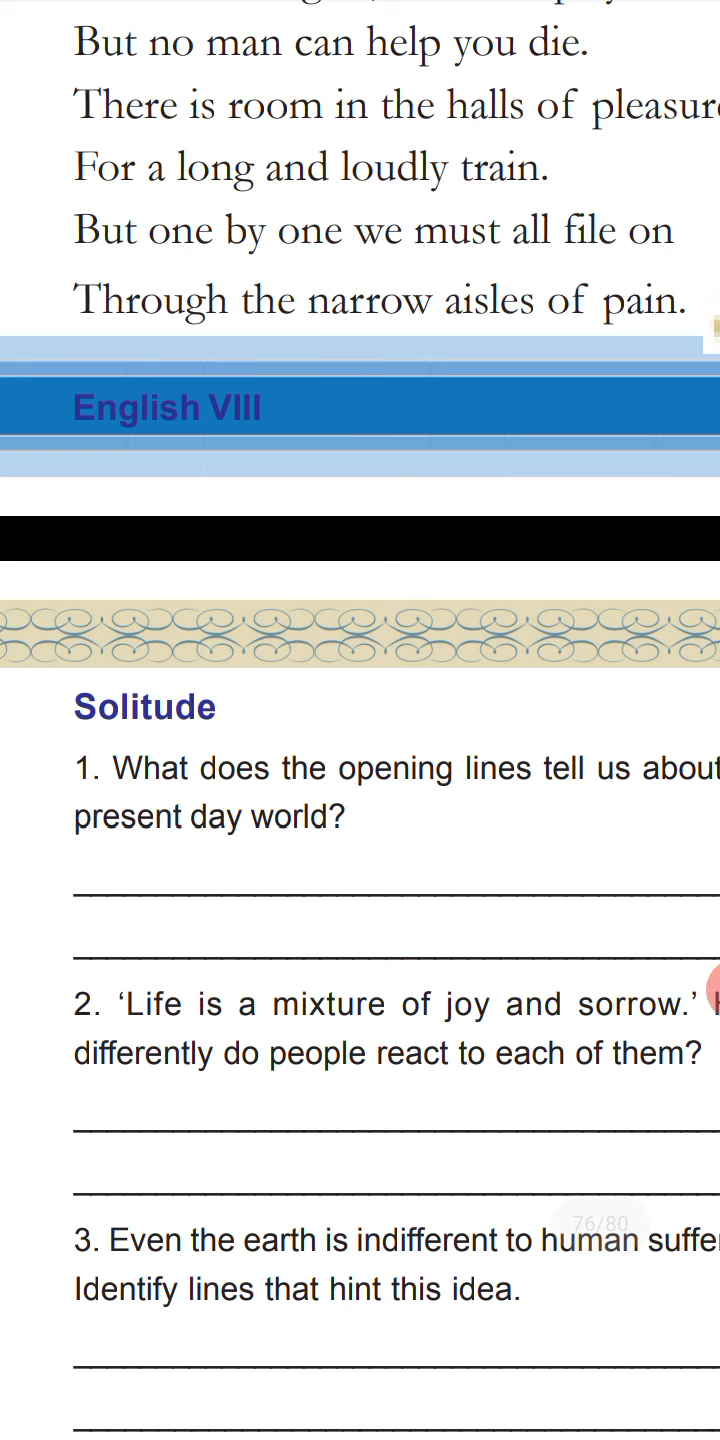 But no man can help you die.
There is room in the halls of pleasure
For a long and loudly train.
But one by one we must all file on
Through the narrow aisles of pain.
English VIII
Solitude
1. What does the opening lines tell us about
present day world?
2. ‘Life is a mixture of joy and sorrow.’
differently do people react to each of them?
76/80
3. Even the earth is indifferent to human
Identify lines that hint this idea.